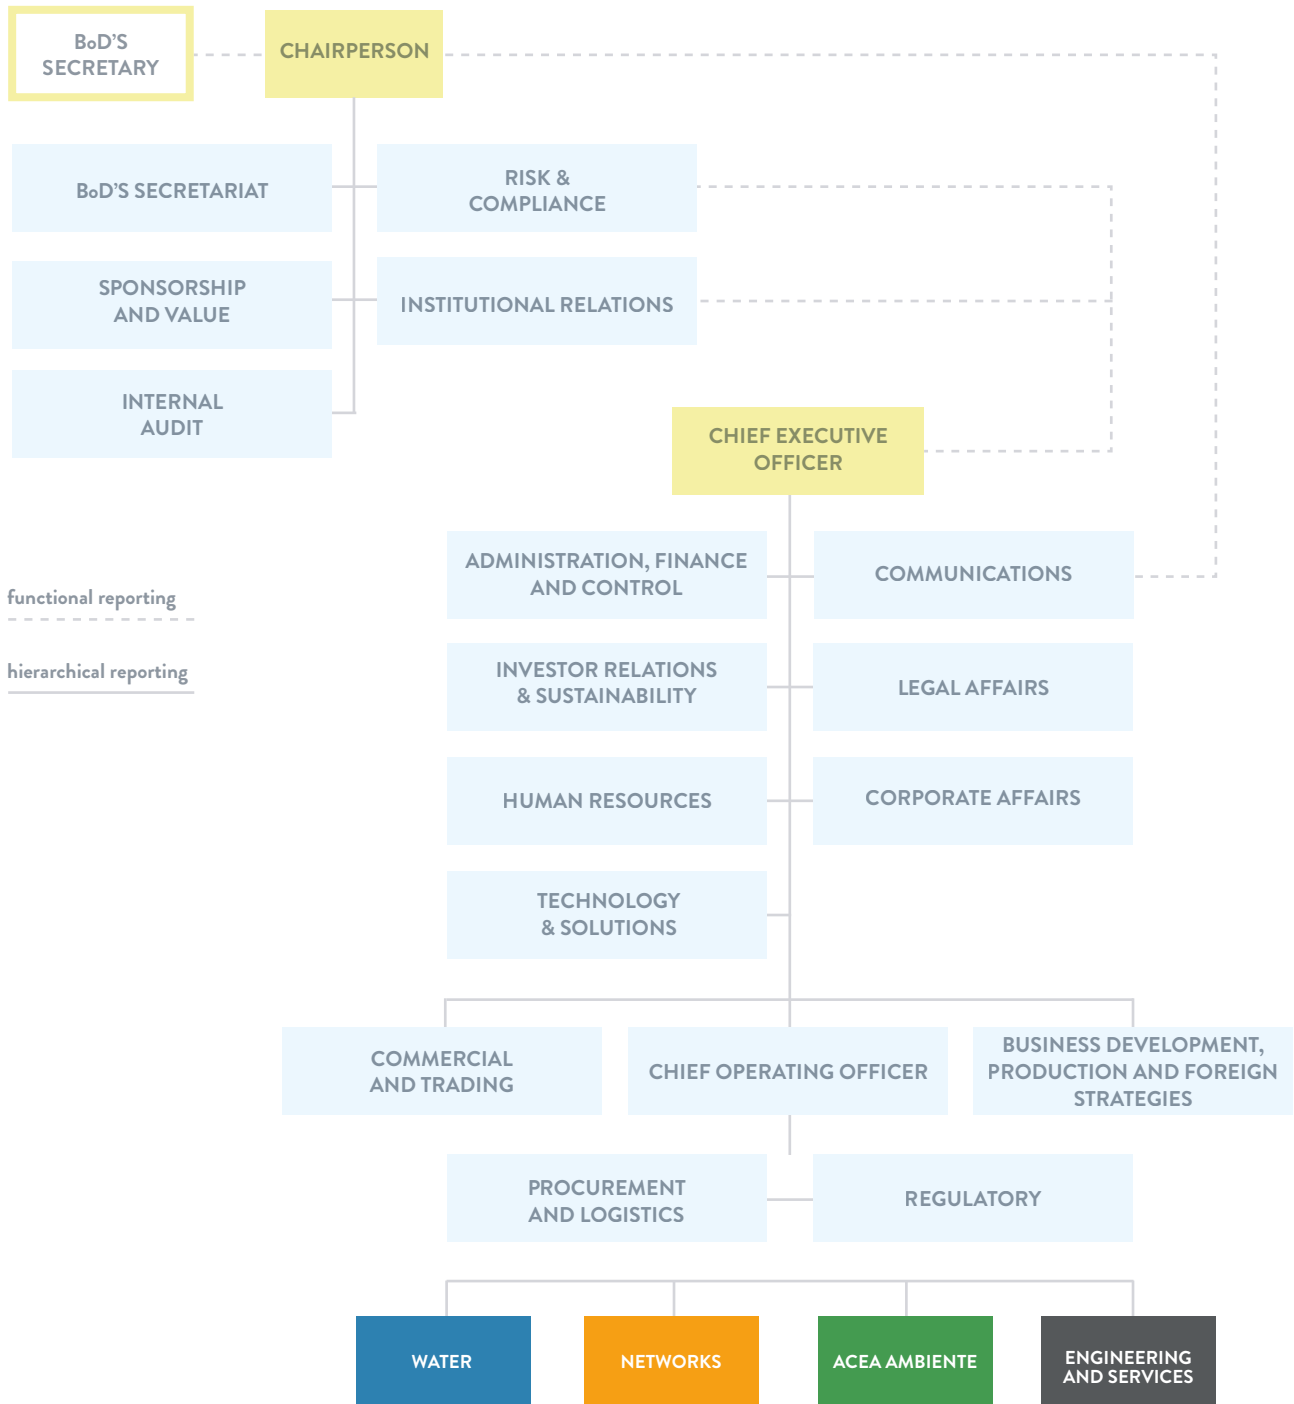 BoD'S
SECRETARY
CHAIRPERSON
BoD'S SECRETARIAT
RISK &
COMPLIANCE
SPONSORSHIP
AND VALUE
INSTITUTIONAL RELATIONS
INTERNAL
AUDIT
CHIEF EXECUTIVE
OFFICER
ADMINISTRATION, FINANCE
AND CONTROL
COMMUNICATIONS
functional reporting
hierarchical reporting
INVESTOR RELATIONS
& SUSTAINABILITY
LEGAL AFFAIRS
HUMAN RESOURCES
CORPORATE AFFAIRS
TECHNOLOGY
& SOLUTIONS
COMMERCIAL
AND TRADING
CHIEF OPERATING OFFICER
BUSINESS DEVELOPMENT,
PRODUCTION AND FOREIGN
STRATEGIES
PROCUREMENT
AND LOGISTICS
REGULATORY
WATER
NETWORKS
ACEA AMBIENTE
ENGINEERING
AND SERVICES